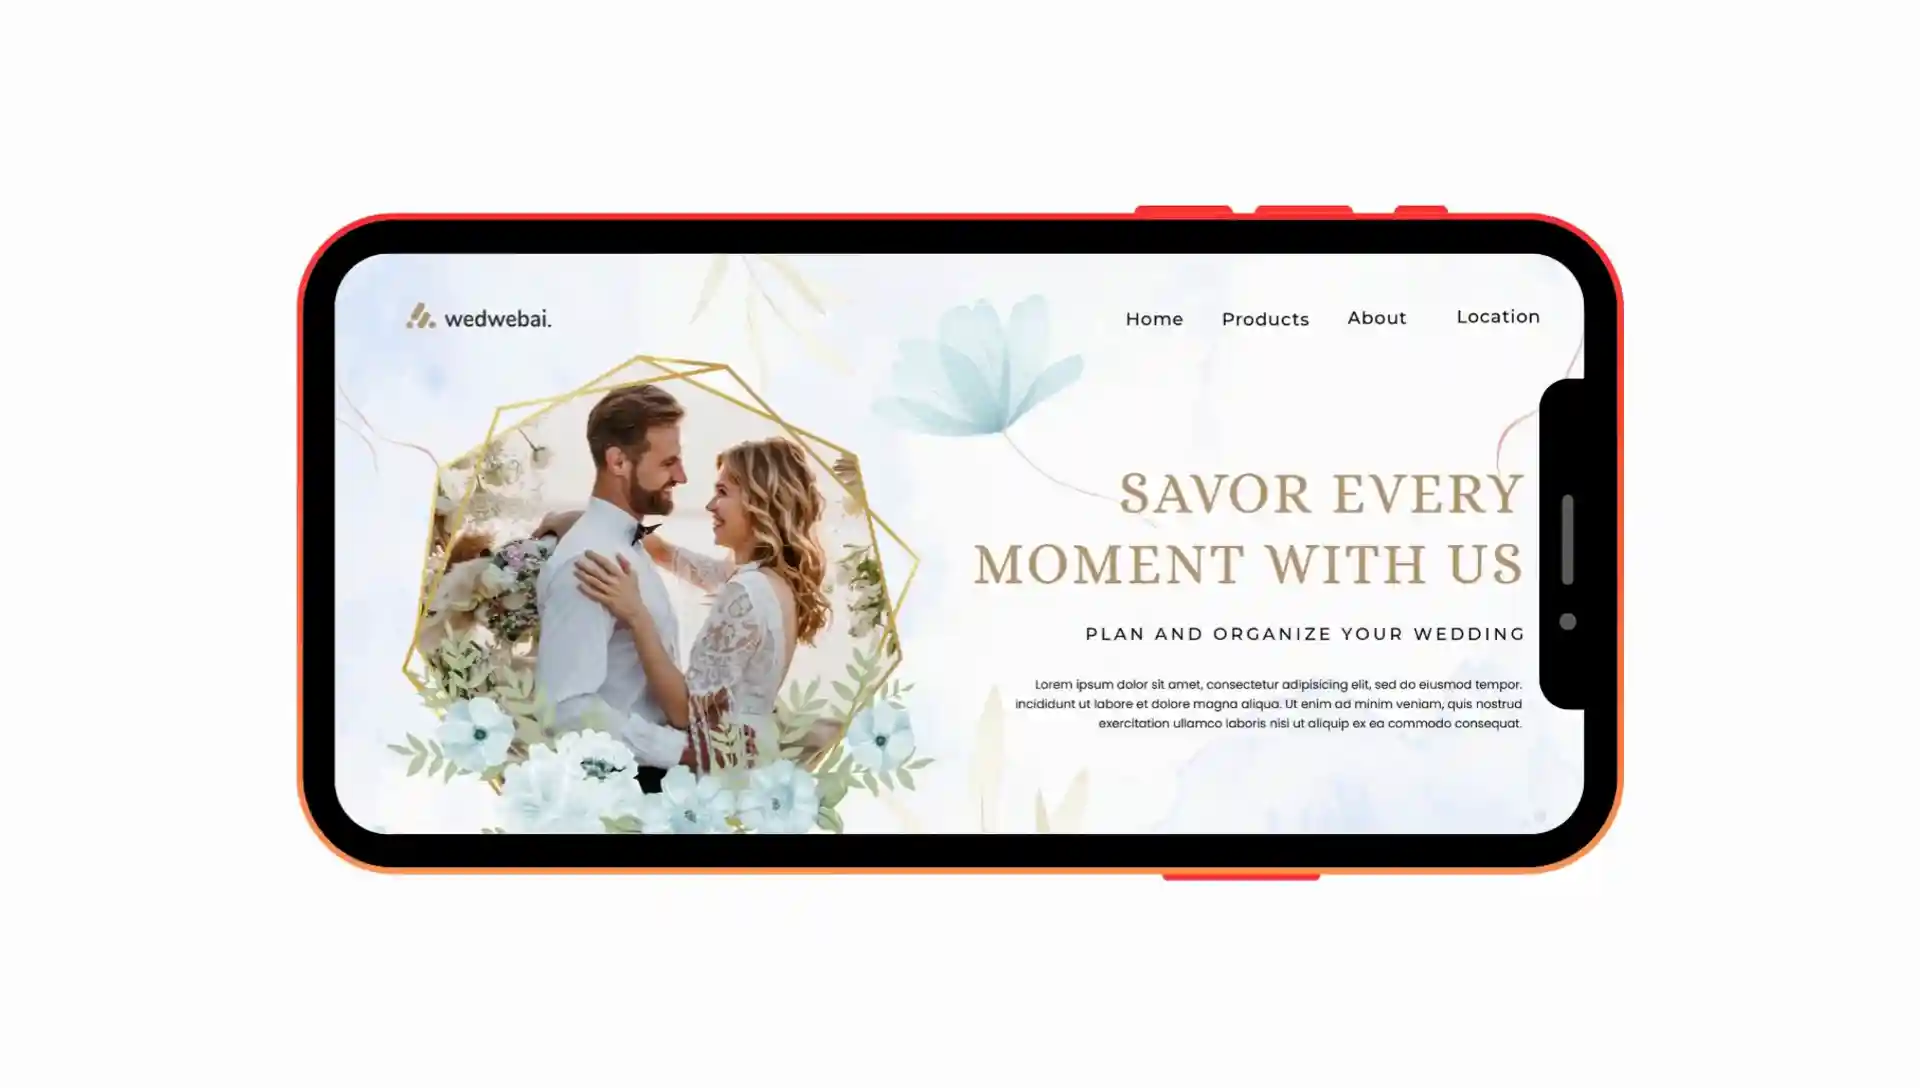 wedwebai.
Home Products About Location
SAVOR EVERY
MOMENT WITH US
PLAN AND ORGANIZE YOUR WEDDING
Lorem ipsum dolor sit amet, consectetur adipisicing elit, sed do eiusmod tempor.
incididunt ut labore et dolore magna aliqua. Ut enim ad minim veniam, quis nostrud
exercitation ullamco laboris nisi ut aliquip ex ea commodo consequat.